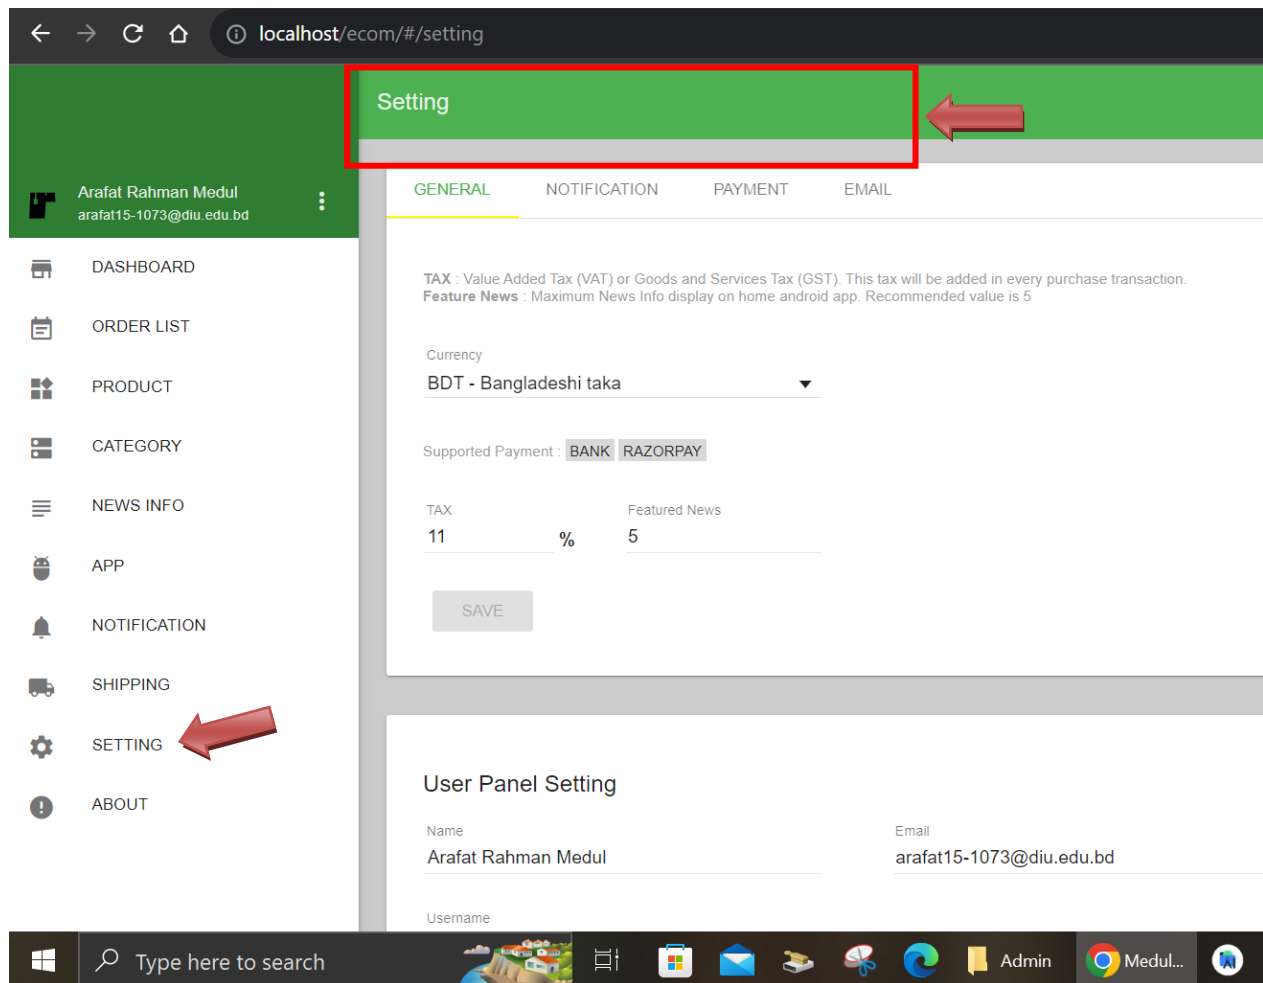 localhost/ecom/#/setting
Setting
Arafat Rahman Medul
arafat15-1073@diu.edu.bd
DASHBOARD
ORDER LIST
PRODUCT
CATEGORY
NEWS INFO
APP
NOTIFICATION
SHIPPING
SETTING
ABOUT
GENERAL NOTIFICATION PAYMENT EMAIL
TAX : Value Added Tax (VAT) or Goods and Services Tax (GST). This tax will be added in every purchase transaction.
Feature News : Maximum News Info display on home android app. Recommended value is 5
Currency
BDT - Bangladeshi taka
Supported Payment : BANK RAZORPAY
TAX Featured News
11 % 5
SAVE
User Panel Setting
Name Email
Arafat Rahman Medul arafat15-1073@diu.edu.bd
Username
Type here to search Admin Medul...